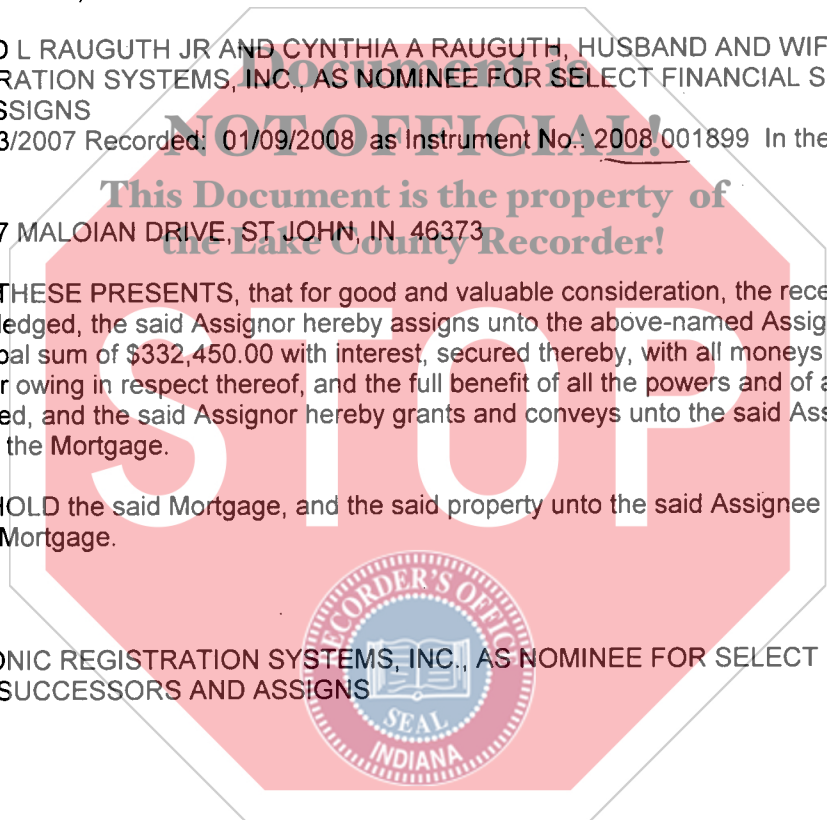 O L RAUGUTH JR AND CYNTHIA A RAUGUTH, HUSBAND AND WIF
RATION SYSTEMS, INC., AS NOMINEE FOR SELECT FINANCIAL S
Document is
SSIGNS
3/2007 Recorded: 01/09/2008 as Instrument No.: 2008 001899 In the
NOT OFFICIAL!
This Document is the property of
7 MALOIAN DRIVE, ST JOHN, IN 46373
the Lake County Recorder!
THESE PRESENTS, that for good and valuable consideration, the rece
ledged, the said Assignor hereby assigns unto the above-named Assig
pal sum of $332,450.00 with interest, secured thereby, with all moneys
r owing in respect thereof, and the full benefit of all the powers and of a
ed, and the said Assignor hereby grants and conveys unto the said Ass
the Mortgage.
STOP
HOLD the said Mortgage, and the said property unto the said Assignee
Mortgage.
RECORDER'S OFFIC
ONIC REGISTRATION SYSTEMS, INC., AS NOMINEE FOR SELECT
SUCCESSORS AND ASSIGNS
SEAL
INDIANA